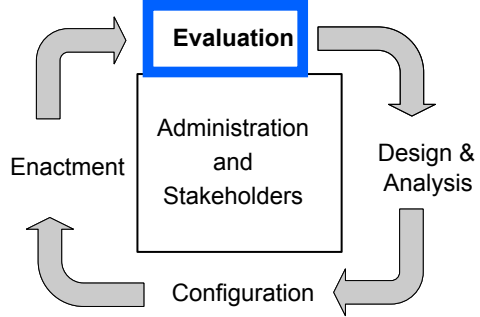 Evaluation
Administration
and
Stakeholders
Design &
Analysis
Configuration
Enactment